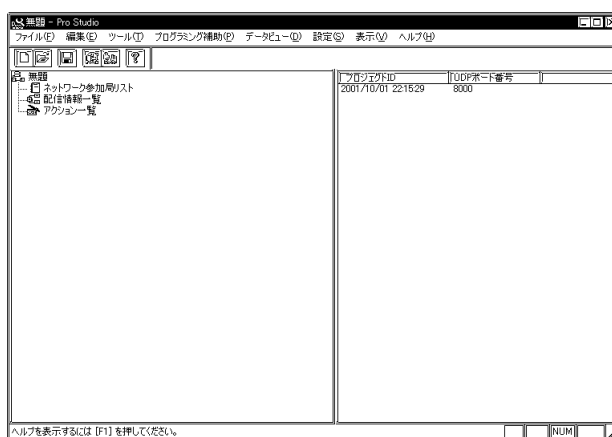 無題 - Pro Studio
ファイル(F) 編集(E) ツール(T) プログラミング補助(P) データビュー(D) 設定(S) 表示(V) ヘルプ(H)
無題
ネットワーク参加局リスト
配信情報一覧
アクション一覧
プロジェクトID UDPポート番号
2001/10/01 22:15:29 8000
ヘルプを表示するには [F1] を押してください。
NUM